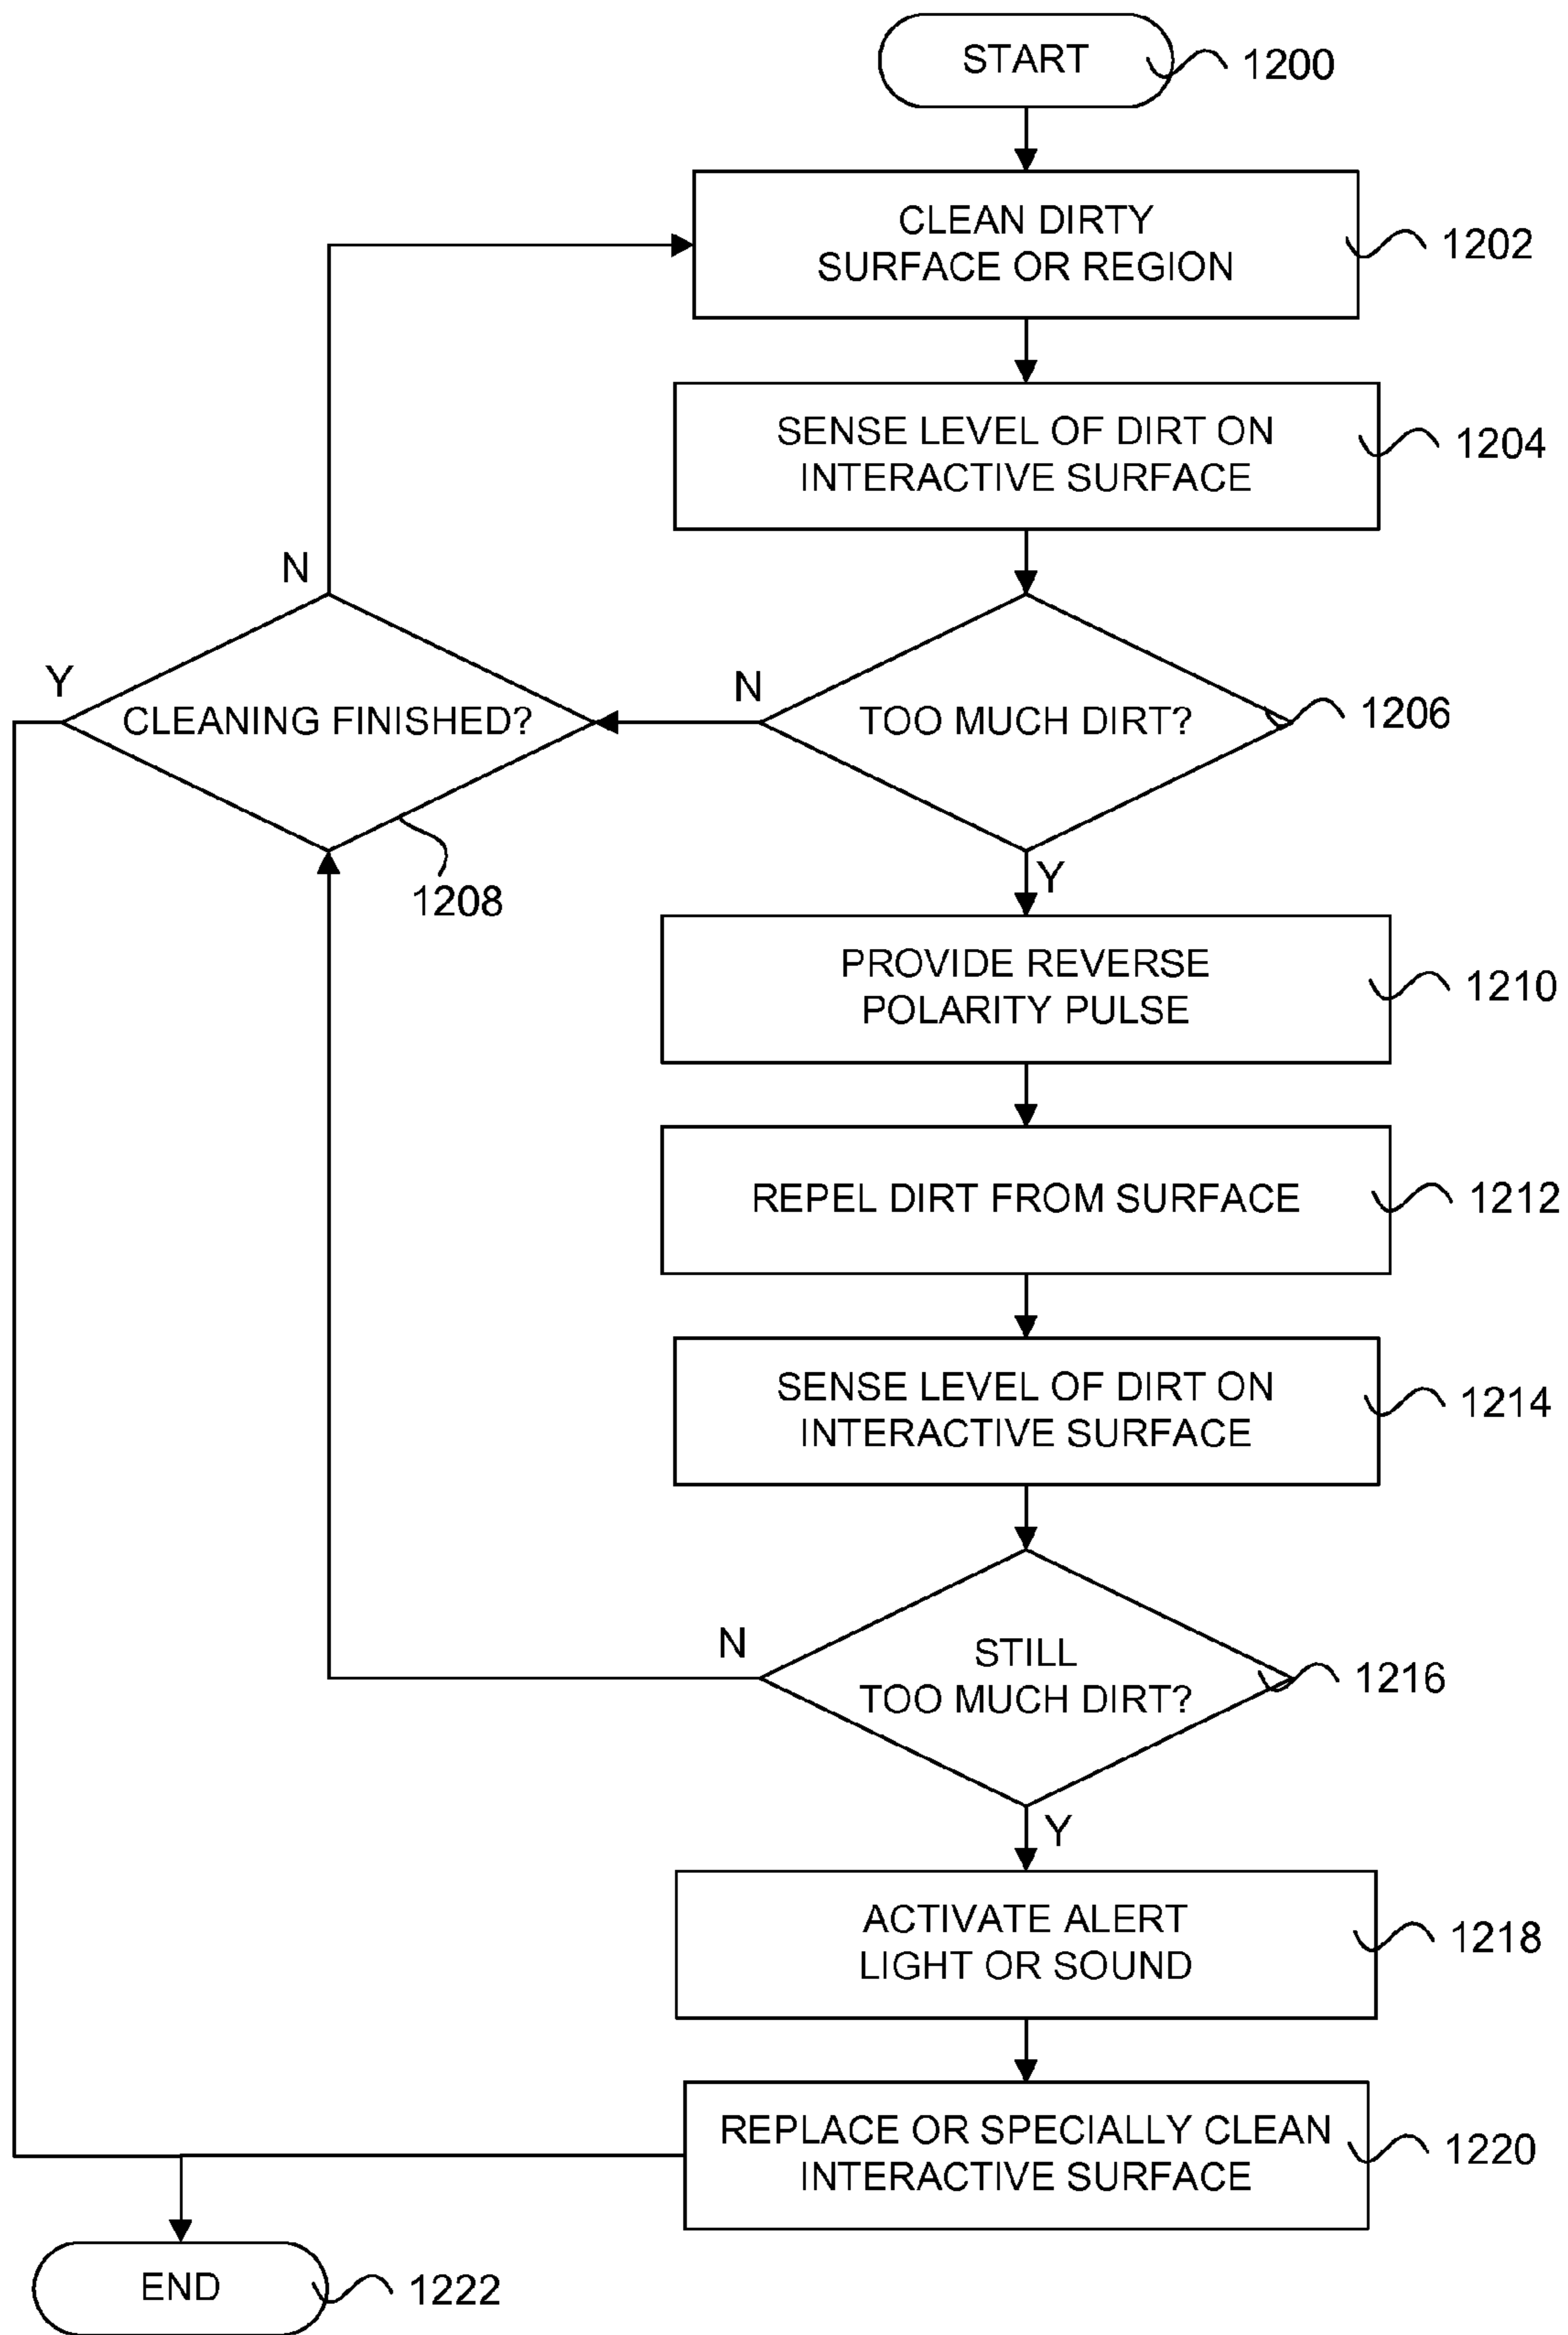 START
1200
CLEAN DIRTY
SURFACE OR REGION
1202
SENSE LEVEL OF DIRT ON
INTERACTIVE SURFACE
1204
N
Y
CLEANING FINISHED?
1208
N
TOO MUCH DIRT?
1206
Y
PROVIDE REVERSE
POLARITY PULSE
1210
REPEL DIRT FROM SURFACE
1212
SENSE LEVEL OF DIRT ON
INTERACTIVE SURFACE
1214
N
STILL
TOO MUCH DIRT?
1216
Y
ACTIVATE ALERT
LIGHT OR SOUND
1218
REPLACE OR SPECIALLY CLEAN
INTERACTIVE SURFACE
1220
END
1222